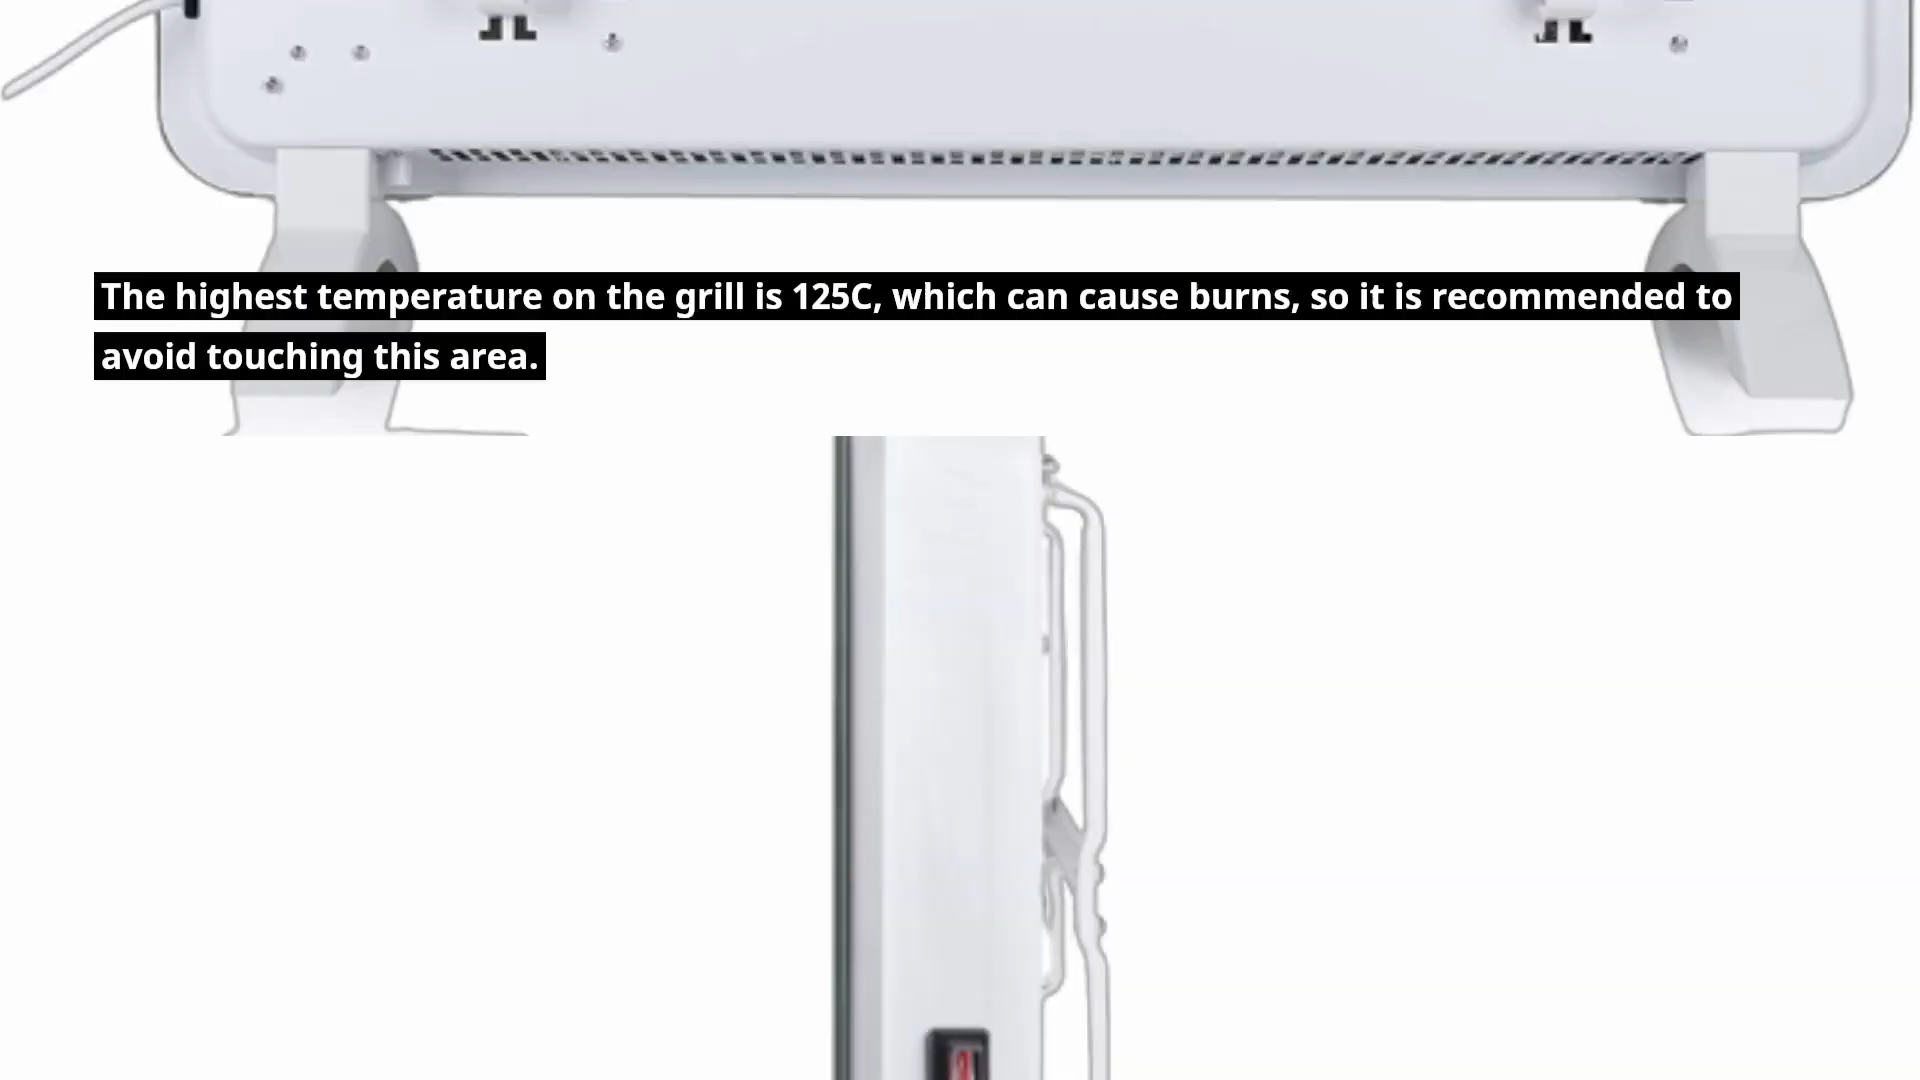 The highest temperature on the grill is 125C, which can cause burns, so it is recommended to
avoid touching this area.